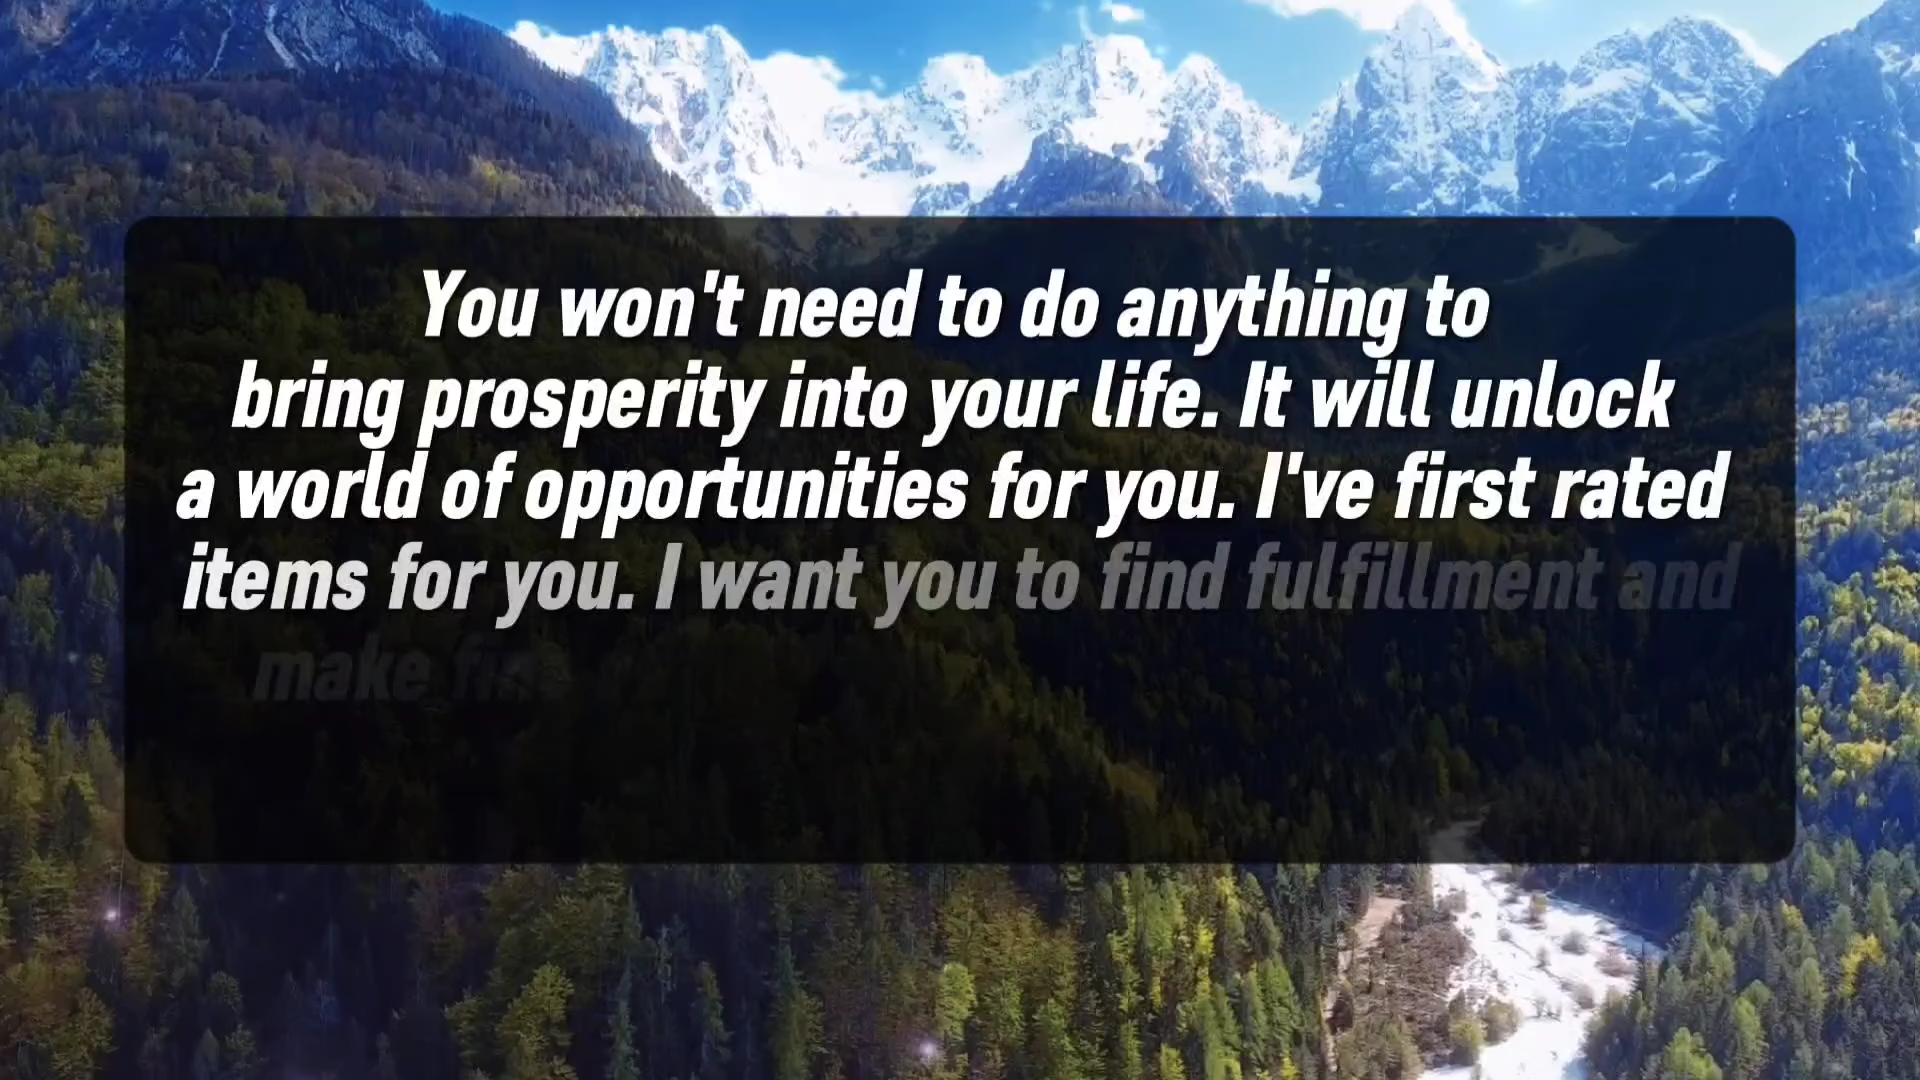 You won't need to do anything to
bring prosperity into your life. It will unlock
a world of opportunities for you. I've first rated
items for you. I want you to find fulfillment and
make